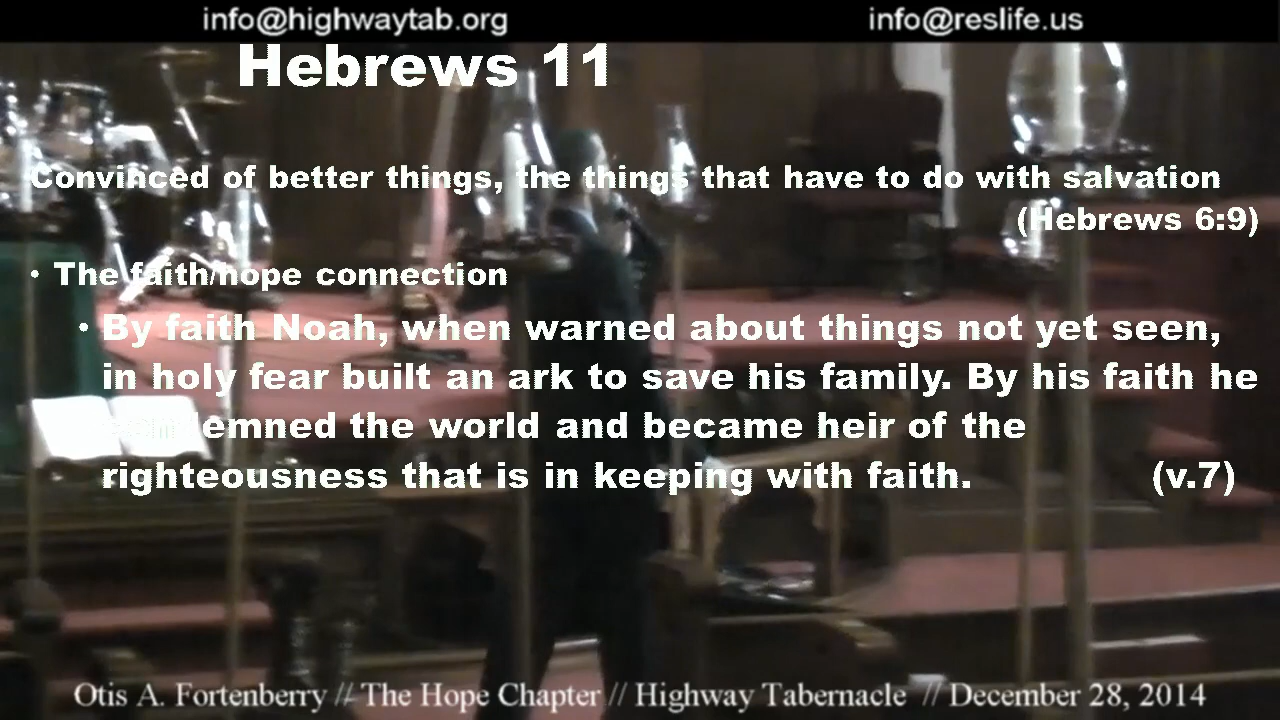 info@highwaytab.org info@reslife.us
Hebrews 11
Convinced of better things, the things that have to do with salvation
(Hebrews 6:9)
• The faith/hope connection
• By faith Noah, when warned about things not yet seen,
in holy fear built an ark to save his family. By his faith he
condemned the world and became heir of the
righteousness that is in keeping with faith. (v.7)
Otis A. Fortenberry // The Hope Chapter // Highway Tabernacle // December 28, 2014